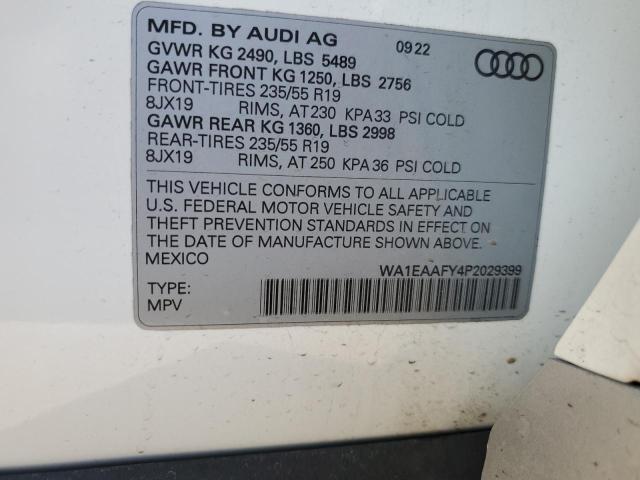 MFD. BY AUDI AG 09 22
GVWR KG 2490, LBS 5489
GAWR FRONT KG 1250, LBS 2756
FRONT-TIRES 235/55 R19
8JX19 RIMS, AT 230 KPA 33 PSI COLD
GAWR REAR KG 1360, LBS 2998
REAR-TIRES 235/55 R19
8JX19 RIMS, AT 250 KPA 36 PSI COLD
THIS VEHICLE CONFORMS TO ALL APPLICABLE
U.S. FEDERAL MOTOR VEHICLE SAFETY AND
THEFT PREVENTION STANDARDS IN EFFECT ON
THE DATE OF MANUFACTURE SHOWN ABOVE.
MEXICO WA1EAAFY4P2029399
TYPE:
MPV